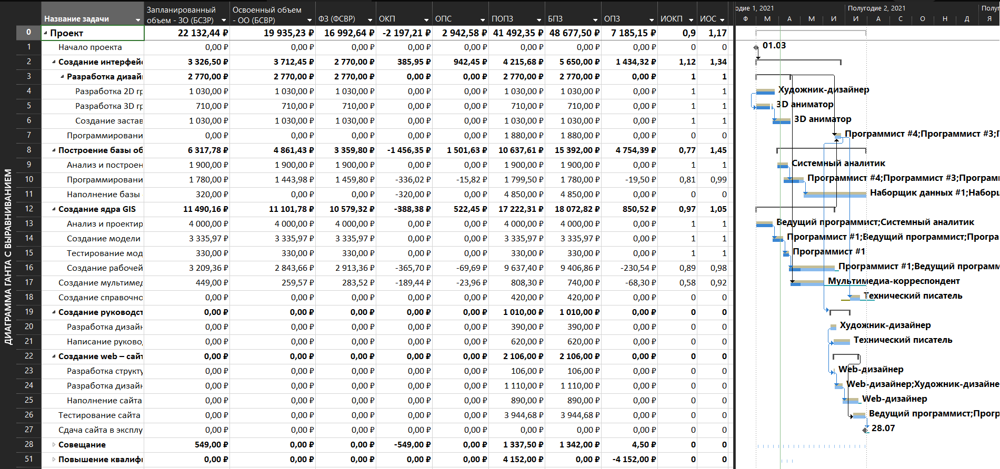 ДИАГРАММА ГАНТА С ВЫРАВНИВАНИЕМ
Название задачи	Запланированный объем - ЗО (БСЗР)	Освоенный объем - ОО (БСВР)	ФЗ (ФСВР)	ОКП	ОПС	ПОПЗ	БПЗ	ОПЗ	ИОКП	ИОС
одие 1, 2021	Полугодие 2, 2021	Полуг
Ф М А М И И А С О Н Д Я
0 Проект 22 132,44 ₽ 19 935,23 ₽ 16 992,64 ₽ -2 197,21 ₽ 2 942,58 ₽ 41 492,35 ₽ 48 677,50 ₽ 7 185,15 ₽ 0,9 1,17
1 Начало проекта 0,00 ₽ 0,00 ₽ 0,00 ₽ 0,00 ₽ 0,00 ₽ 0,00 ₽ 0,00 ₽ 0,00 ₽ 0 0 01.03
2 Создание интерфейс 3 326,50 ₽ 3 712,45 ₽ 2 770,00 ₽ 385,95 ₽ 942,45 ₽ 4 215,68 ₽ 5 650,00 ₽ 1 434,32 ₽ 1,12 1,34
3 Разработка дизай 2 770,00 ₽ 2 770,00 ₽ 2 770,00 ₽ 0,00 ₽ 0,00 ₽ 2 770,00 ₽ 2 770,00 ₽ 0,00 ₽ 1 1
4 Разработка 2D гр 1 030,00 ₽ 1 030,00 ₽ 1 030,00 ₽ 0,00 ₽ 0,00 ₽ 1 030,00 ₽ 1 030,00 ₽ 0,00 ₽ 1 1 Художник-дизайнер
5 Разработка 3D гр 710,00 ₽ 710,00 ₽ 710,00 ₽ 0,00 ₽ 0,00 ₽ 710,00 ₽ 710,00 ₽ 0,00 ₽ 1 1 3D аниматор
6 Создание застав 1 030,00 ₽ 1 030,00 ₽ 1 030,00 ₽ 0,00 ₽ 0,00 ₽ 1 030,00 ₽ 1 030,00 ₽ 0,00 ₽ 1 1 3D аниматор
7 Программировани 0,00 ₽ 0,00 ₽ 0,00 ₽ 0,00 ₽ 0,00 ₽ 1 880,00 ₽ 1 880,00 ₽ 0,00 ₽ 0 0 Программист #4;Программист #3;П
8 Построение базы об 6 317,78 ₽ 4 861,43 ₽ 3 359,80 ₽ -1 456,35 ₽ 1 501,63 ₽ 10 637,61 ₽ 15 392,00 ₽ 4 754,39 ₽ 0,77 1,45
9 Анализ и построен 1 900,00 ₽ 1 900,00 ₽ 1 900,00 ₽ 0,00 ₽ 0,00 ₽ 1 900,00 ₽ 1 900,00 ₽ 0,00 ₽ 1 1 Системный аналитик
10 Программировани 1 780,00 ₽ 1 443,98 ₽ 1 459,80 ₽ -336,02 ₽ -15,82 ₽ 1 799,50 ₽ 1 780,00 ₽ -19,50 ₽ 0,81 0,99 Программист #4;Программист #3;Програм
11 Наполнение базы 320,00 ₽ 0,00 ₽ 0,00 ₽ -320,00 ₽ 0,00 ₽ 4 850,00 ₽ 4 850,00 ₽ 0,00 ₽ 0 0 Наборщик данных #1;Наборщ
12 Создание ядра GIS 11 490,16 ₽ 11 101,78 ₽ 10 579,32 ₽ -388,38 ₽ 522,45 ₽ 17 222,31 ₽ 18 072,82 ₽ 850,52 ₽ 0,97 1,05
13 Анализ и проектир 4 000,00 ₽ 4 000,00 ₽ 4 000,00 ₽ 0,00 ₽ 0,00 ₽ 4 000,00 ₽ 4 000,00 ₽ 0,00 ₽ 1 1 Ведущий программист;Системный аналитик
14 Создание модели 3 335,97 ₽ 3 335,97 ₽ 3 335,97 ₽ 0,00 ₽ 0,00 ₽ 3 335,97 ₽ 3 335,97 ₽ 0,00 ₽ 1 1 Программист #1;Ведущий программист;Програ
15 Тестирование мод 330,00 ₽ 330,00 ₽ 330,00 ₽ 0,00 ₽ 0,00 ₽ 330,00 ₽ 330,00 ₽ 0,00 ₽ 1 1 Программист #1
16 Создание рабочей 3 209,36 ₽ 2 843,66 ₽ 2 913,36 ₽ -365,70 ₽ -69,69 ₽ 9 637,40 ₽ 9 406,86 ₽ -230,54 ₽ 0,89 0,98 Программист #1;Ведущий программ
17 Создание мультимед 449,00 ₽ 259,57 ₽ 283,52 ₽ -189,44 ₽ -23,96 ₽ 808,30 ₽ 740,00 ₽ -68,30 ₽ 0,58 0,92 Мультимедиа-корреспондент
18 Создание справочно 0,00 ₽ 0,00 ₽ 0,00 ₽ 0,00 ₽ 0,00 ₽ 420,00 ₽ 420,00 ₽ 0,00 ₽ 0 0 Технический писатель
19 Создание руководст 0,00 ₽ 0,00 ₽ 0,00 ₽ 0,00 ₽ 0,00 ₽ 1 010,00 ₽ 1 010,00 ₽ 0,00 ₽ 0 0
20 Разработка дизайн 0,00 ₽ 0,00 ₽ 0,00 ₽ 0,00 ₽ 0,00 ₽ 390,00 ₽ 390,00 ₽ 0,00 ₽ 0 0 Художник-дизайнер
21 Написание руково 0,00 ₽ 0,00 ₽ 0,00 ₽ 0,00 ₽ 0,00 ₽ 620,00 ₽ 620,00 ₽ 0,00 ₽ 0 0 Технический писатель
22 Создание web – сайт 0,00 ₽ 0,00 ₽ 0,00 ₽ 0,00 ₽ 0,00 ₽ 2 106,00 ₽ 2 106,00 ₽ 0,00 ₽ 0 0
23 Разработка структу 0,00 ₽ 0,00 ₽ 0,00 ₽ 0,00 ₽ 0,00 ₽ 106,00 ₽ 106,00 ₽ 0,00 ₽ 0 0 Web-дизайнер
24 Разработка дизайн 0,00 ₽ 0,00 ₽ 0,00 ₽ 0,00 ₽ 0,00 ₽ 1 110,00 ₽ 1 110,00 ₽ 0,00 ₽ 0 0 Web-дизайнер;Художник-дизайне
25 Наполнение сайта 0,00 ₽ 0,00 ₽ 0,00 ₽ 0,00 ₽ 0,00 ₽ 890,00 ₽ 890,00 ₽ 0,00 ₽ 0 0 Web-дизайнер
26 Тестирование сайта 0,00 ₽ 0,00 ₽ 0,00 ₽ 0,00 ₽ 0,00 ₽ 3 944,68 ₽ 3 944,68 ₽ 0,00 ₽ 0 0 Ведущий программист;Прог
27 Сдача сайта в эксплу 0,00 ₽ 0,00 ₽ 0,00 ₽ 0,00 ₽ 0,00 ₽ 0,00 ₽ 0,00 ₽ 0,00 ₽ 0 0 28.07
28 Совещание 549,00 ₽ 0,00 ₽ 0,00 ₽ -549,00 ₽ 0,00 ₽ 1 337,50 ₽ 1 342,00 ₽ 4,50 ₽ 0 0
51 Повышение квалиф 0,00 ₽ 0,00 ₽ 0,00 ₽ 0,00 ₽ 0,00 ₽ 4 152,00 ₽ 0,00 ₽ -4 152,00 ₽ 0 0